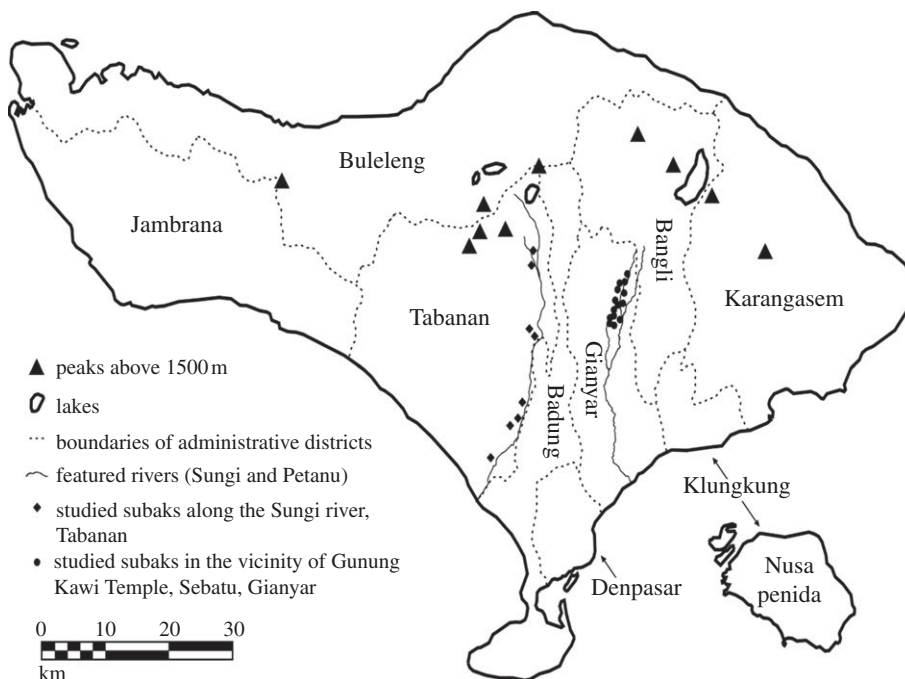 Buleleng
Jambrana
Bangli
Karangasem
Tabanan
Gianyar
Badung
peaks above 1500 m
lakes
boundaries of administrative districts
featured rivers (Sungi and Petanu)
studied subaks along the Sungi river,
Tabanan
studied subaks in the vicinity of Gunung
Kawi Temple, Sebatu, Gianyar
Klungkung
Denpasar
Nusa
penida
0 10 20 30
km